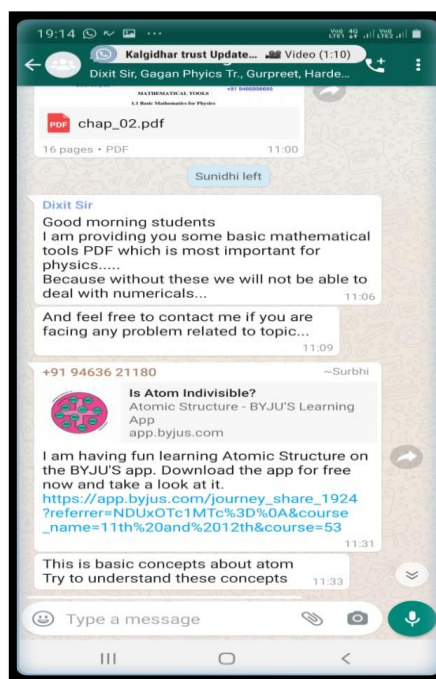 19:14
Kalgidhar trust Update... Video (1:10)
Dixit Sir, Gagan Phyics Tr., Gurpreet, Harde...
MATHEMATICAL TOOLS
1.1 Basic Mathematics for Physics
PDF chap_02.pdf
16 pages • PDF 11:00
Sunidhi left
Dixit Sir
Good morning students
I am providing you some basic mathematical
tools PDF which is most important for
physics.....
Because without these we will not be able to
deal with numericals... 11:06
And feel free to contact me if you are
facing any problem related to topic...
11:09
+91 94636 21180 ~Surbhi
Is Atom Indivisible?
Atomic Structure - BYJU'S Learning
App
app.byjus.com
I am having fun learning Atomic Structure on
the BYJU'S app. Download the app for free
now and take a look at it.
https://app.byjus.com/journey_share_1924
?referrer=NDUxOTc1MTc%3D%0A&course
_name=11th%20and%2012th&course=53
11:31
This is basic concepts about atom
Try to understand these concepts 11:33
Type a message